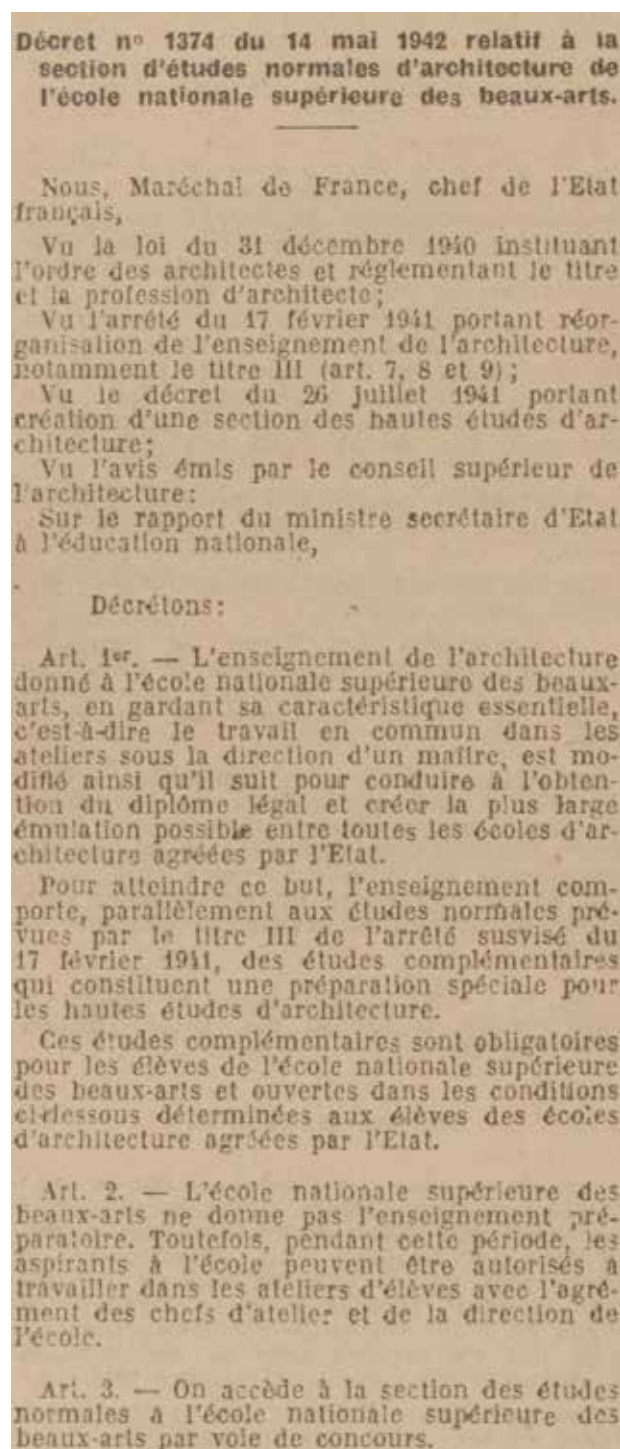 Décret n° 1374 du 14 mai 1942 relatif à la
section d'études normales d'architecture de
l'école nationale supérieure des beaux-arts.
Nous, Maréchal de France, chef de l'Etat
français,
Vu la loi du 31 décembre 1940 instituant
l'ordre des architectes et réglementant le titre
et la profession d'architecte;
Vu l'arrêté du 17 février 1941 portant réor-
ganisation de l'enseignement de l'architecture,
notamment le titre III (art. 7, 8 et 9);
Vu le décret du 26 juillet 1941 portant
création d'une section des hautes études d'ar-
chitecture;
Vu l'avis émis par le conseil supérieur de
l'architecture:
Sur le rapport du ministre secrétaire d'Etat
à l'éducation nationale,
Décrétons:
Art. 1er. — L'enseignement de l'architecture
donné à l'école nationale supérieure des beaux-
arts, en gardant sa caractéristique essentielle,
c'est-à-dire le travail en commun dans les
ateliers sous la direction d'un maître, est mo-
difié ainsi qu'il suit pour conduire à l'obten-
tion du diplôme légal et créer la plus large
émulation possible entre toutes les écoles d'ar-
chitecture agréées par l'Etat.
Pour atteindre ce but, l'enseignement com-
porte, parallèlement aux études normales pré-
vues par le titre III de l'arrêté susvisé du
17 février 1941, des études complémentaires
qui constituent une préparation spéciale pour
les hautes études d'architecture.
Ces études complémentaires sont obligatoires
pour les élèves de l'école nationale supérieure
des beaux-arts et ouvertes dans les conditions
ci-dessous déterminées aux élèves des écoles
d'architecture agréées par l'Etat.
Art. 2. — L'école nationale supérieure des
beaux-arts ne donne pas l'enseignement pré-
paratoire. Toutefois, pendant cette période, les
aspirants à l'école peuvent être autorisés à
travailler dans les ateliers d'élèves avec l'agré-
ment des chefs d'atelier et de la direction de
l'école.
Art. 3. — On accède à la section des études
normales à l'école nationale supérieure des
beaux-arts par voie de concours.